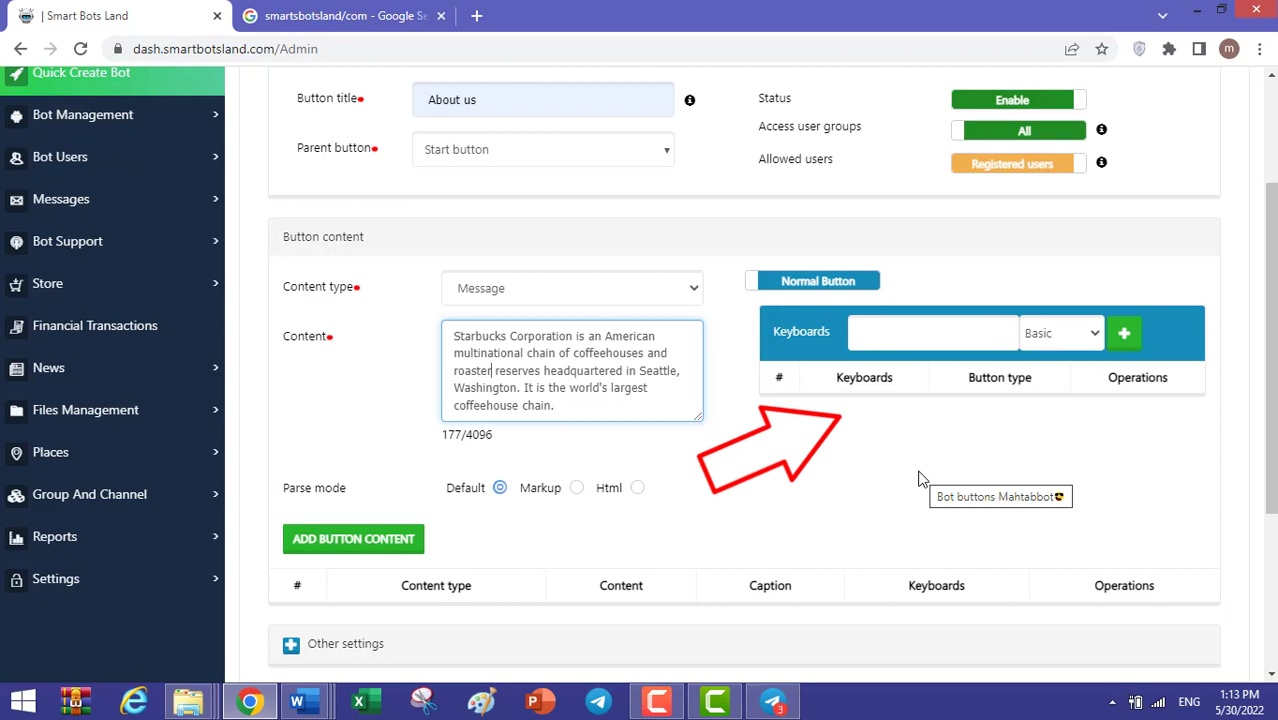 | Smart Bots Land
smartsbotsland/com - Google Se
dash.smartbotsland.com/Admin
m
Quick Create Bot
Bot Management
Bot Users
Messages
Bot Support
Store
Financial Transactions
News
Files Management
Places
Group And Channel
Reports
Settings
Button title
About us
Status
Enable
Access user groups
All
Parent button
Start button
Allowed users
Registered users
Button content
Content type
Message
Normal Button
Content
Starbucks Corporation is an American
multinational chain of coffeehouses and
roaster reserves headquartered in Seattle,
Washington. It is the world's largest
coffeehouse chain.
177/4096
Keyboards
Basic
# Keyboards Button type Operations
Bot buttons Mahtabbot
Parse mode
Default Markup Html
ADD BUTTON CONTENT
# Content type Content Caption Keyboards Operations
Other settings
3
ENG
1:13 PM
5/30/2022